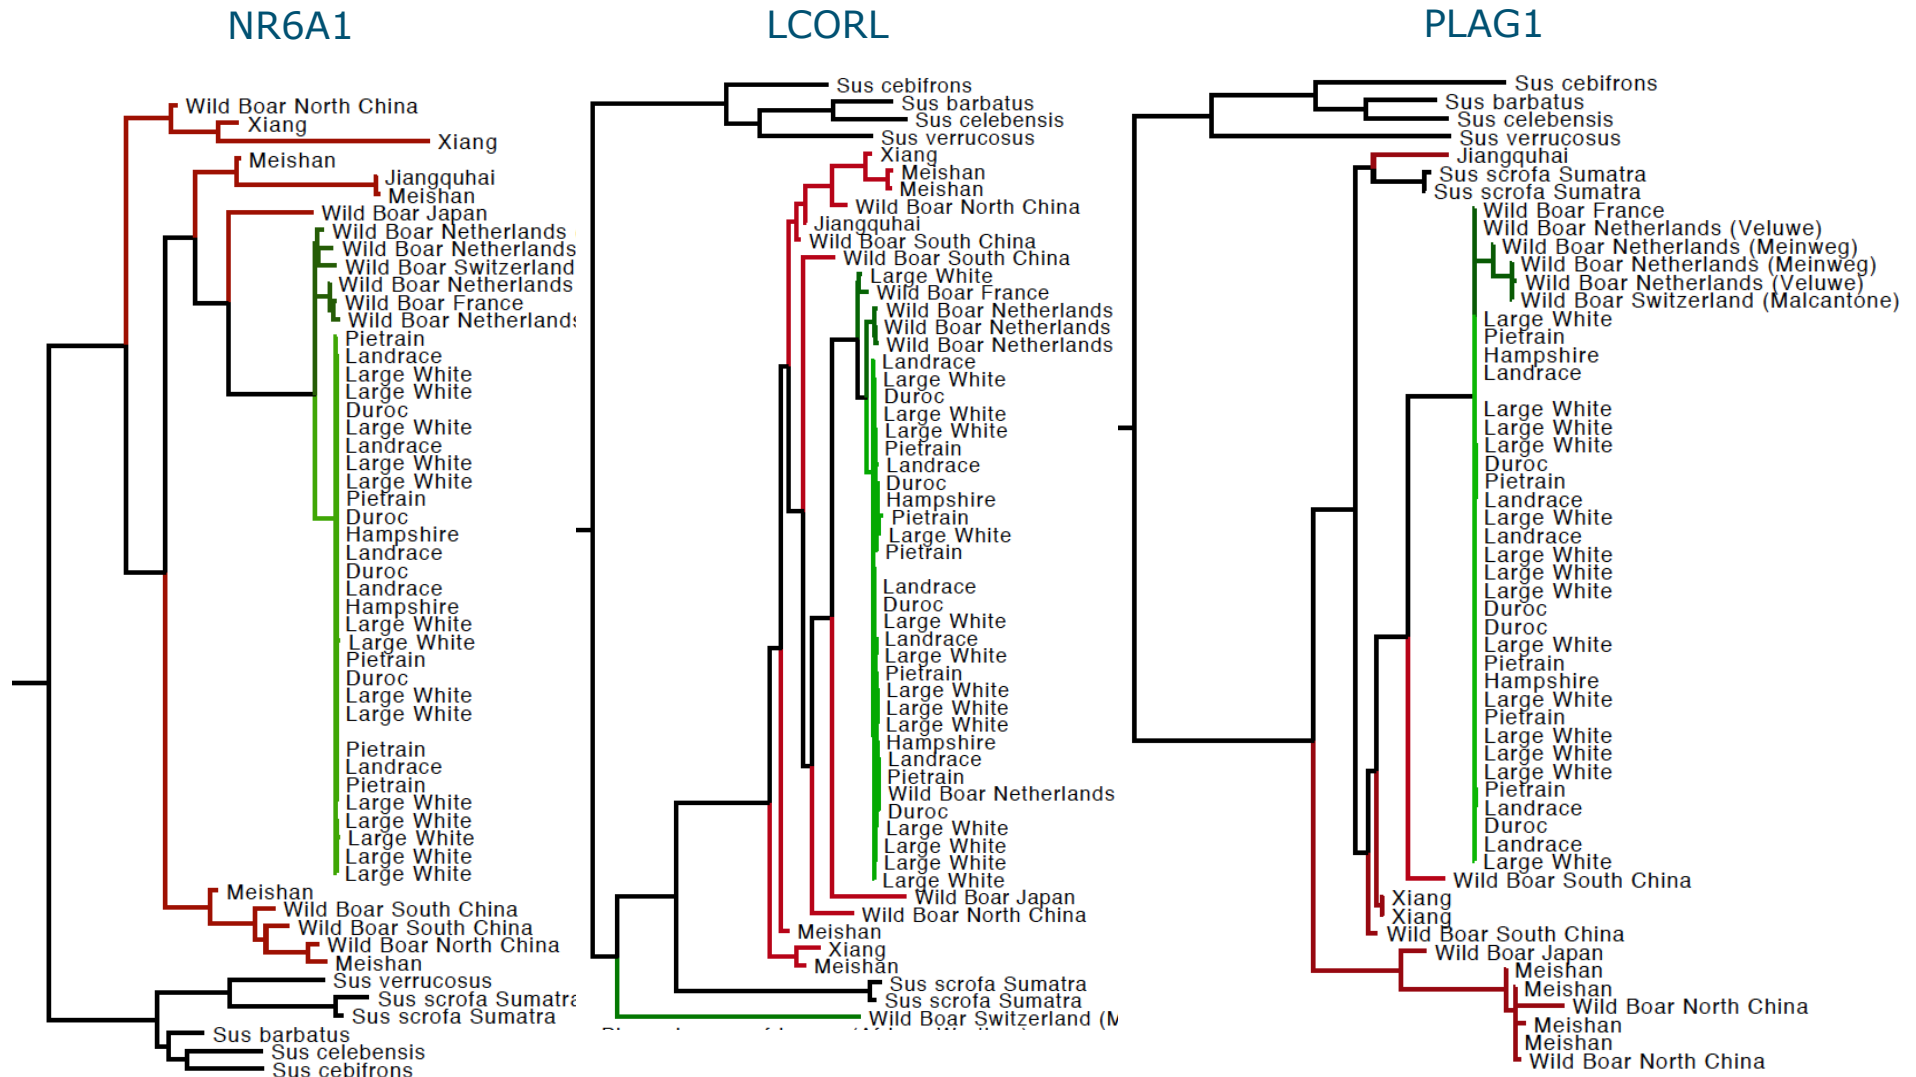 NR6A1
Wild Boar North China
Xiang
Xiang
Meishan
Jiangquhai
Meishan
Wild Boar Japan
Wild Boar Netherlands
Wild Boar Netherlands
Wild Boar Switzerland
Wild Boar Netherlands
Wild Boar France
Wild Boar Netherlands
Pietrain
Landrace
Large White
Large White
Duroc
Large White
Landrace
Large White
Large White
Pietrain
Duroc
Hampshire
Landrace
Duroc
Landrace
Hampshire
Large White
Large White
Pietrain
Duroc
Large White
Large White
Pietrain
Landrace
Pietrain
Large White
Large White
Large White
Large White
Large White
Meishan
Wild Boar South China
Wild Boar South China
Wild Boar North China
Meishan
Sus verrucosus
Sus scrofa Sumatra
Sus scrofa Sumatra
Sus barbatus
Sus celebensis
Sus cebifrons
LCORL
Sus cebifrons
Sus barbatus
Sus celebensis
Sus verrucosus
Xiang
Meishan
Meishan
Wild Boar North China
Jiangquhai
Wild Boar South China
Wild Boar South China
Large White
Wild Boar France
Wild Boar Netherlands
Wild Boar Netherlands
Wild Boar Netherlands
Landrace
Large White
Duroc
Large White
Large White
Pietrain
Landrace
Duroc
Hampshire
Pietrain
Large White
Pietrain
Landrace
Duroc
Large White
Landrace
Large White
Pietrain
Large White
Large White
Large White
Hampshire
Landrace
Pietrain
Wild Boar Netherlands
Duroc
Large White
Large White
Large White
Large White
Wild Boar Japan
Wild Boar North China
Meishan
Xiang
Meishan
Sus scrofa Sumatra
Sus scrofa Sumatra
Wild Boar Switzerland (M
PLAG1
Sus cebifrons
Sus barbatus
Sus celebensis
Sus verrucosus
Jiangquhai
Sus scrofa Sumatra
Sus scrofa Sumatra
Wild Boar France
Wild Boar Netherlands (Veluwe)
Wild Boar Netherlands (Meinweg)
Wild Boar Netherlands (Meinweg)
Wild Boar Netherlands (Veluwe)
Wild Boar Switzerland (Malcantone)
Large White
Pietrain
Hampshire
Landrace
Large White
Large White
Large White
Duroc
Pietrain
Landrace
Large White
Landrace
Large White
Large White
Large White
Duroc
Duroc
Large White
Pietrain
Hampshire
Large White
Pietrain
Large White
Large White
Large White
Pietrain
Landrace
Duroc
Landrace
Large White
Wild Boar South China
Xiang
Xiang
Wild Boar South China
Wild Boar Japan
Meishan
Meishan
Wild Boar North China
Meishan
Meishan
Wild Boar North China